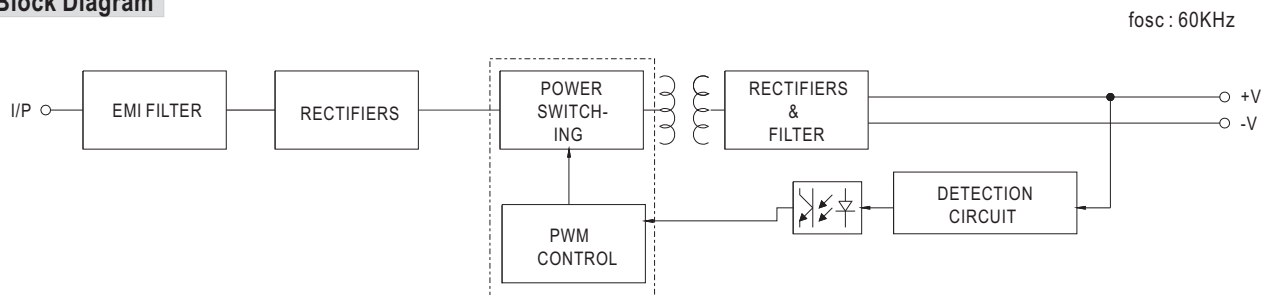 Block Diagram
fosc : 60KHz
I/P
EMI FILTER
RECTIFIERS
POWER
SWITCH-
ING
RECTIFIERS
&
FILTER
+V
-V
DETECTION
CIRCUIT
PWM
CONTROL